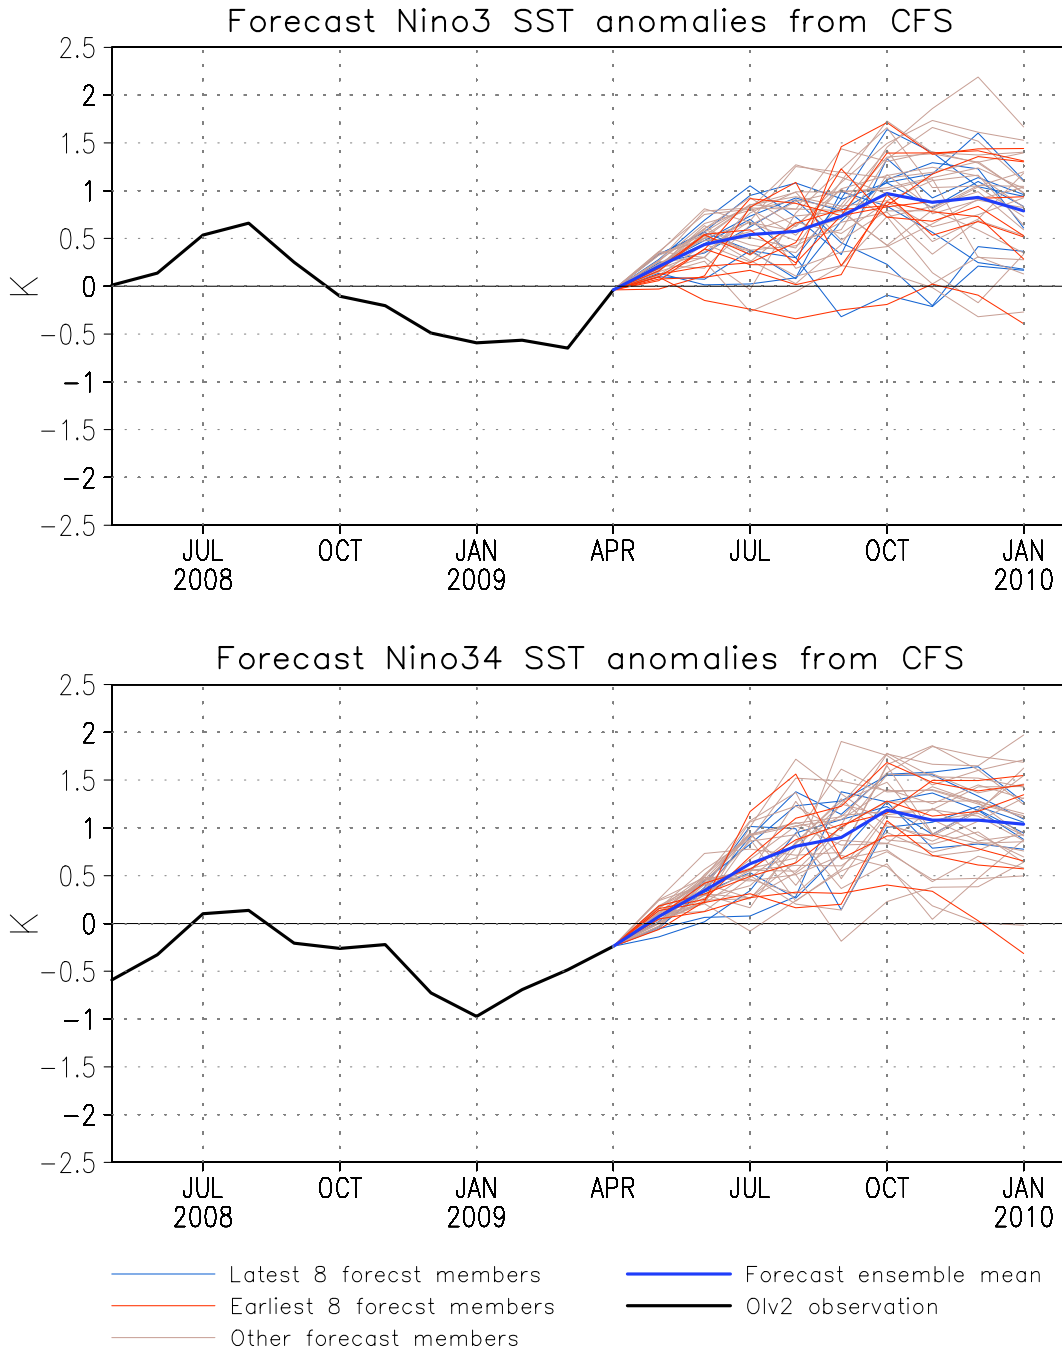 Forecast Nino3 SST anomalies from CFS
2.5
2
1.5
1
0.5
0
-0.5
-1
-1.5
-2
-2.5
K
JUL OCT JAN APR JUL OCT JAN
2008 2009 2010
Forecast Nino34 SST anomalies from CFS
2.5
2
1.5
1
0.5
0
-0.5
-1
-1.5
-2
-2.5
K
JUL OCT JAN APR JUL OCT JAN
2008 2009 2010
Latest 8 forecst members
Earliest 8 forecst members
Other forecast members
Forecast ensemble mean
OIv2 observation